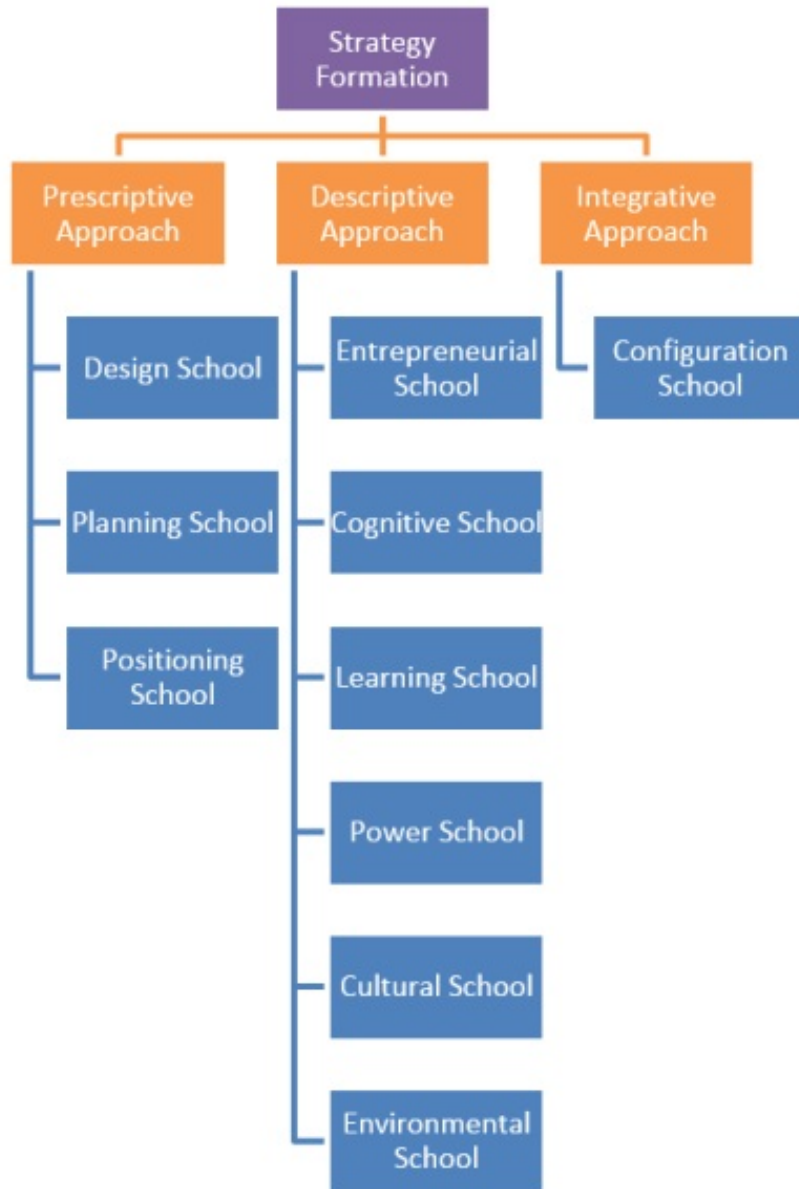 Strategy
Formation
Prescriptive
Approach
Descriptive
Approach
Integrative
Approach
Design School
Planning School
Positioning
School
Entrepreneurial
School
Cognitive School
Learning School
Power School
Cultural School
Environmental
School
Configuration
School